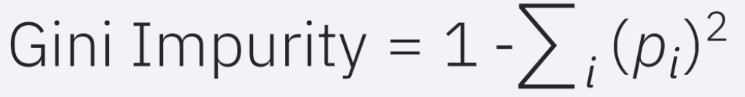 Gini Impurity = 1 -∑ᵢ (pᵢ)²